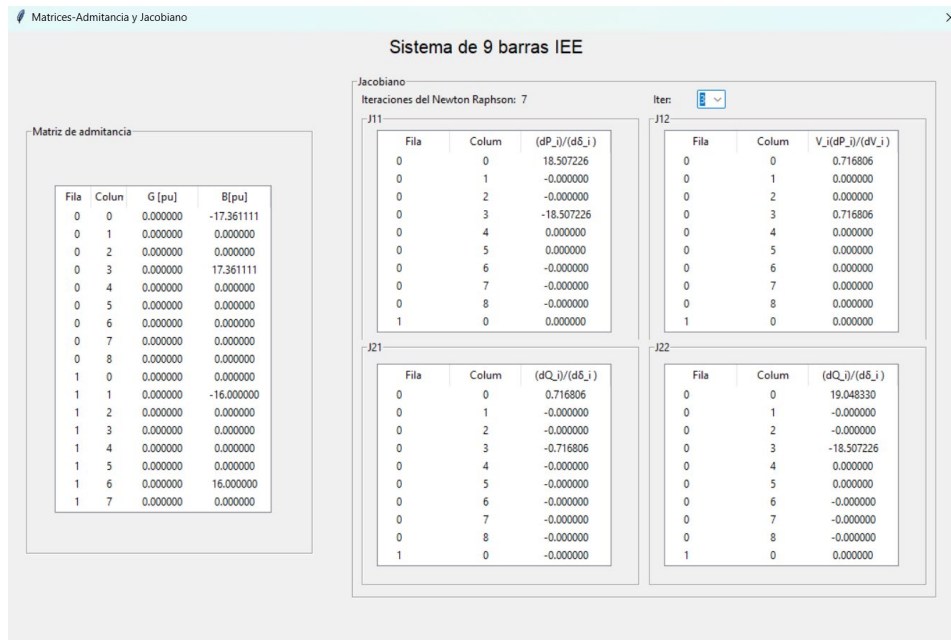 Matrices-Admitancia y Jacobiano
Sistema de 9 barras IEE
Matriz de admitancia
Fila Colun G [pu] B[pu]
0 0 0.000000 -17.361111
0 1 0.000000 0.000000
0 2 0.000000 0.000000
0 3 0.000000 17.361111
0 4 0.000000 0.000000
0 5 0.000000 0.000000
0 6 0.000000 0.000000
0 7 0.000000 0.000000
0 8 0.000000 0.000000
1 0 0.000000 0.000000
1 1 0.000000 -16.000000
1 2 0.000000 0.000000
1 3 0.000000 0.000000
1 4 0.000000 0.000000
1 5 0.000000 0.000000
1 6 0.000000 16.000000
1 7 0.000000 0.000000
Jacobiano
Iteraciones del Newton Raphson: 7 Iter: 3
J11
Fila Colum (dP_i)/(dδ_i )
0 0 18.507226
0 1 -0.000000
0 2 -0.000000
0 3 -18.507226
0 4 0.000000
0 5 0.000000
0 6 -0.000000
0 7 -0.000000
0 8 -0.000000
1 0 0.000000
J12
Fila Colum V_i(dP_i)/(dV_i )
0 0 0.716806
0 1 0.000000
0 2 0.000000
0 3 0.716806
0 4 0.000000
0 5 0.000000
0 6 0.000000
0 7 0.000000
0 8 0.000000
1 0 0.000000
J21
Fila Colum (dQ_i)/(dδ_i )
0 0 0.716806
0 1 -0.000000
0 2 -0.000000
0 3 -0.716806
0 4 -0.000000
0 5 -0.000000
0 6 -0.000000
0 7 -0.000000
0 8 -0.000000
1 0 -0.000000
J22
Fila Colum (dQ_i)/(dδ_i )
0 0 19.048330
0 1 -0.000000
0 2 -0.000000
0 3 -18.507226
0 4 0.000000
0 5 0.000000
0 6 -0.000000
0 7 -0.000000
0 8 -0.000000
1 0 0.000000